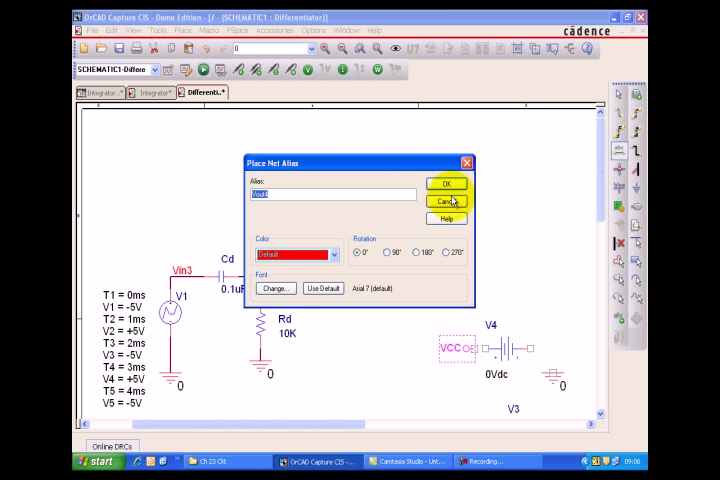 OrCAD Capture CIS - Demo Edition - [/ - (SCHEMATIC1 : Differentiator)]
File Edit View Tools Place Macro PSpice Accessories Options Window Help
cādence
0
U?
SCHEMATIC1-Differe
V I W
Integrator...* Integrator* Differenti..*
abc
Place Net Alias
Alias:
Vout4
OK
Cancel
Help
Color
Default
Rotation
0° 90° 180° 270°
Font
Change... Use Default Arial 7 (default)
Vin3
Cd
0.1uF
V1
T1 = 0ms
V1 = -5V
T2 = 1ms
V2 = +5V
T3 = 2ms
V3 = -5V
T4 = 3ms
V4 = +5V
T5 = 4ms
V5 = -5V
Rd
10K
0
0
VCC
V4
0Vdc
0
V3
Online DRCs
start
Ch 23 Clit
OrCAD Capture CIS -...
Camtasia Studio - Unt...
Recording...
09:06